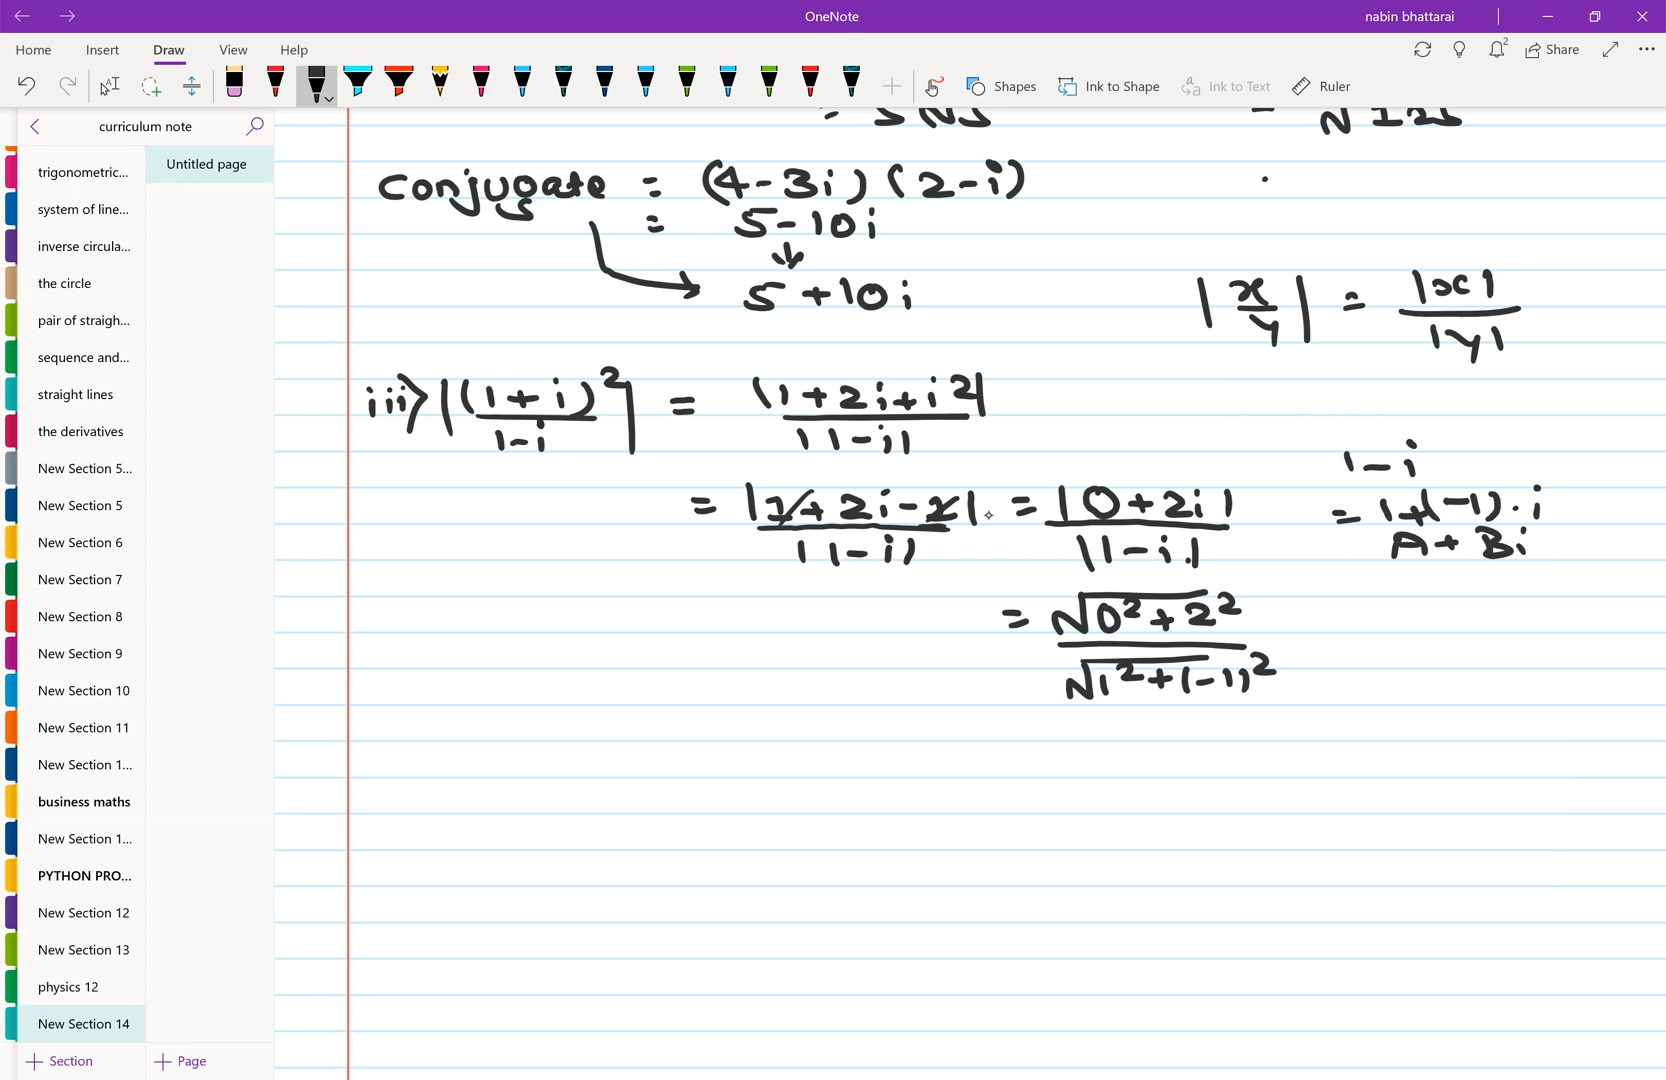 OneNote
nabin bhattarai
Home Insert Draw View Help
2 Share
Shapes Ink to Shape Ink to Text Ruler
curriculum note
Untitled page
trigonometric...
system of line...
inverse circula...
the circle
pair of straigh...
sequence and...
straight lines
the derivatives
New Section 5...
New Section 5
New Section 6
New Section 7
New Section 8
New Section 9
New Section 10
New Section 11
New Section 1...
business maths
New Section 1...
PYTHON PRO...
New Section 12
New Section 13
physics 12
New Section 14
+ Section + Page
= 5√5 = √125
conjugate = (4-3i)(2-i)
= 5-10i
5+10i
|x/y| = |x|/|y|
iii> |(1+i)²/(1-i)| = |1+2i+i²|/|1-i|
= |1+2i-1|/|1-i| = |0+2i|/|1-i|
= √0²+2²/√1²+(-1)²
1-i
= 1+(-1).i
A+Bi